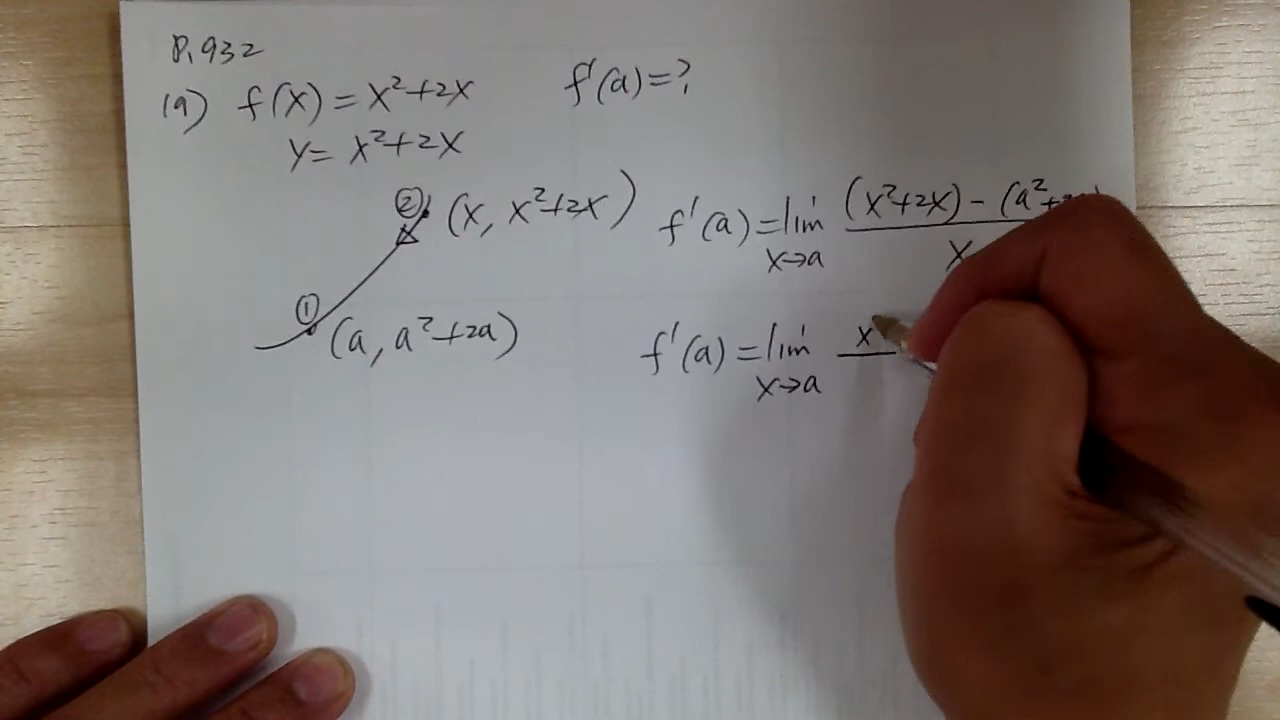 P.932
(9) f(x) = x²+2x
f'(a)=?
y= x²+2x
② (x, x²+2x)
① (a, a²+2a)
f'(a) = lim x→a (x²+2x) - (a²+
x
f'(a) = lim x→a x